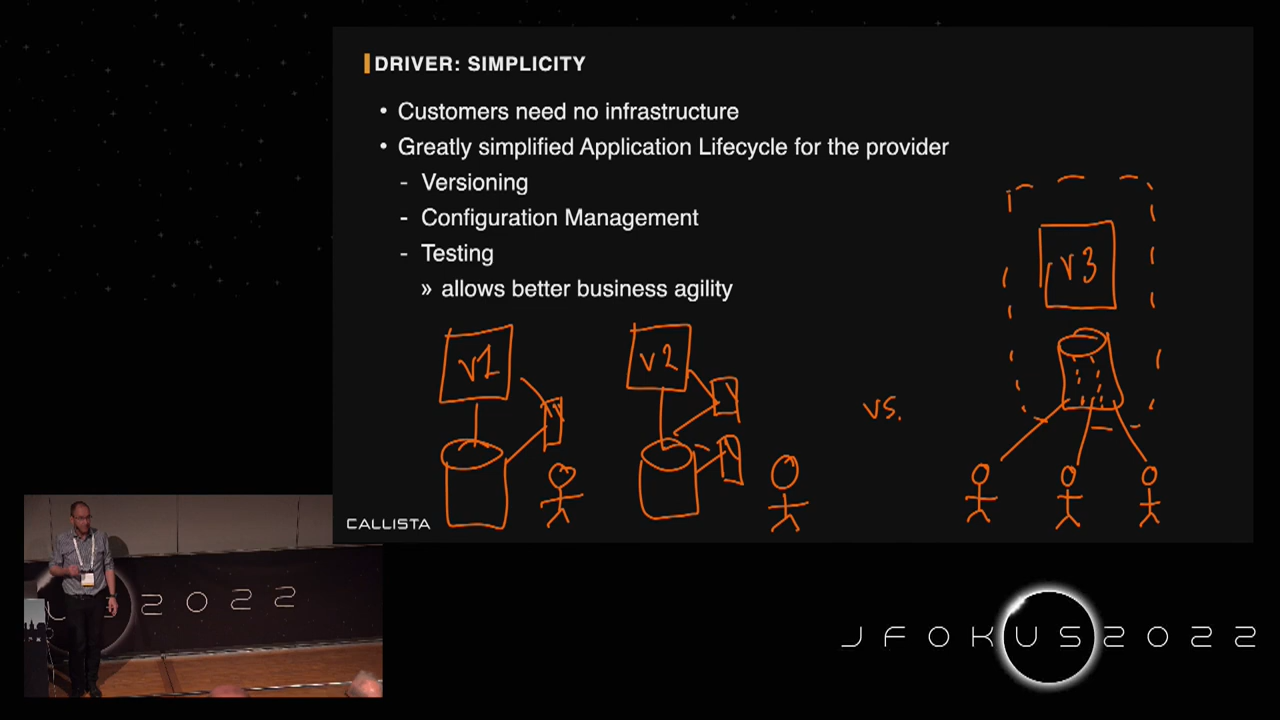 DRIVER: SIMPLICITY
• Customers need no infrastructure
• Greatly simplified Application Lifecycle for the provider
- Versioning
- Configuration Management
- Testing
» allows better business agility
v1
v2
vs.
v3
CALLISTA
2022
JFOKUS2022